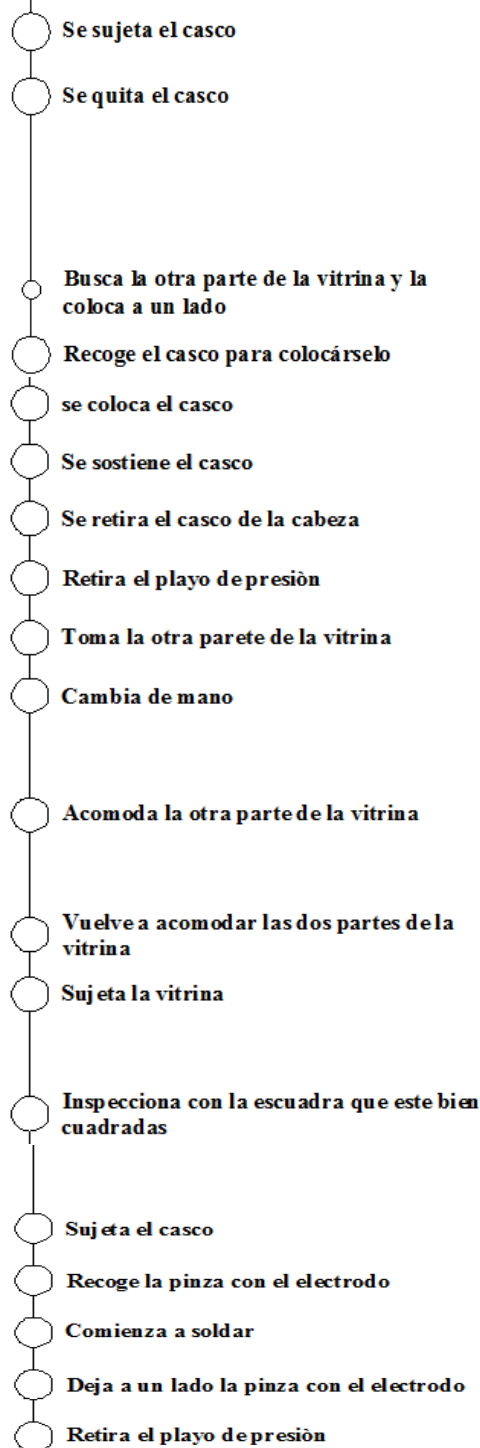 Se sujeta el casco
Se quita el casco
Busca la otra parte de la vitrina y la
coloca a un lado
Recoge el casco para colocárselo
se coloca el casco
Se sostiene el casco
Se retira el casco de la cabeza
Retira el playo de presiòn
Toma la otra parete de la vitrina
Cambia de mano
Acomoda la otra parte de la vitrina
Vuelve a acomodar las dos partes de la
vitrina
Sujeta la vitrina
Inspecciona con la escuadra que este bien
cuadradas
Sujeta el casco
Recoge la pinza con el electrodo
Comienza a soldar
Deja a un lado la pinza con el electrodo
Retira el playo de presiòn